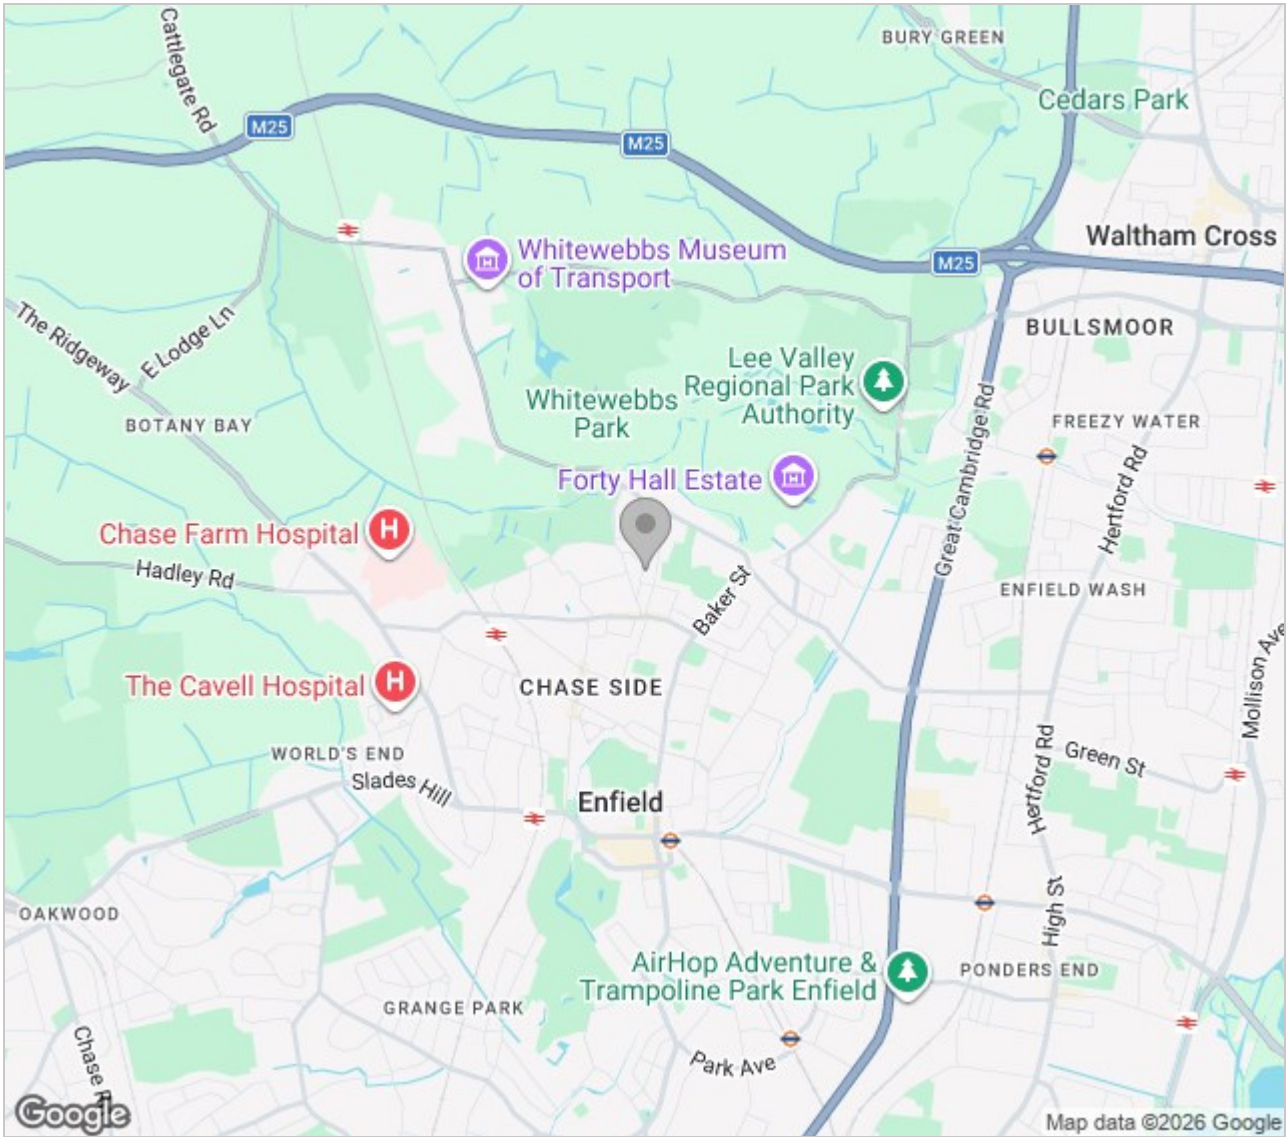 Cattlegate Rd
BURY GREEN
Cedars Park
M25
M25
Waltham Cross
Whitewebbs Museum
of Transport
M25
The Ridgeway
E Lodge Ln
BULLSMOOR
Lee Valley
Regional Park
Authority
Whitewebbs
Park
BOTANY BAY
FREEZY WATER
Great Cambridge Rd
Hertford Rd
Forty Hall Estate
Chase Farm Hospital
H
Hadley Rd
Baker St
ENFIELD WASH
Mollison Ave
The Cavell Hospital
H
CHASE SIDE
WORLD'S END
Slades Hill
Hertford Rd
Green St
Enfield
OAKWOOD
High St
AirHop Adventure &
Trampoline Park Enfield
PONDERS END
GRANGE PARK
Chase R
Park Ave
Google
Map data ©2026 Google